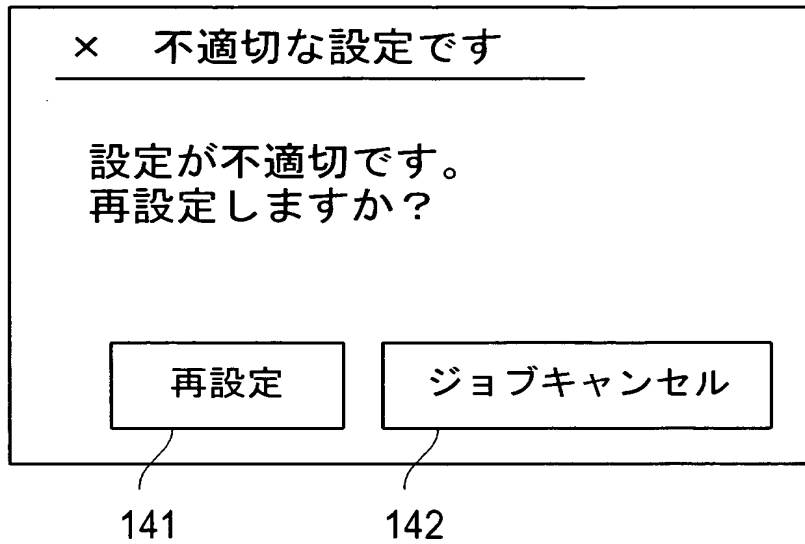 × 不適切な設定です
設定が不適切です。
再設定しますか？
再設定 ジョブキャンセル
141 142